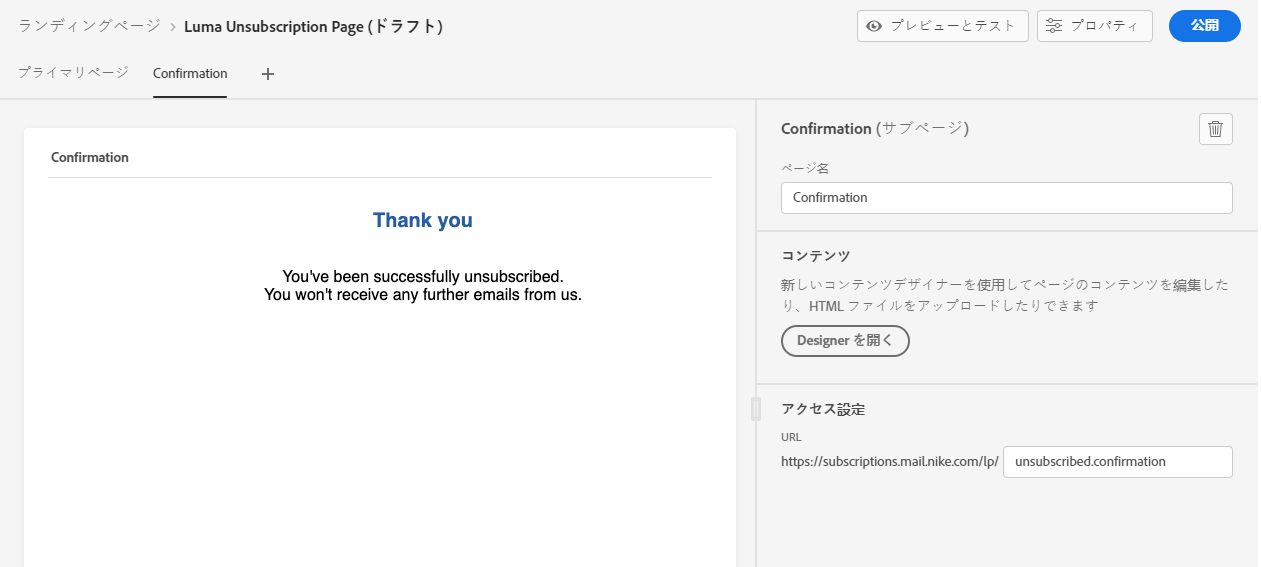 ランディングページ > Luma Unsubscription Page (ドラフト)
プレビューとテスト
プロパティ
公開
プライマリページ
Confirmation
+
Confirmation
Thank you
You've been successfully unsubscribed.
You won't receive any further emails from us.
Confirmation (サブページ)
ページ名
Confirmation
コンテンツ
新しいコンテンツデザイナーを使用してページのコンテンツを編集した
り、HTML ファイルをアップロードしたりできます
Designer を開く
アクセス設定
URL
https://subscriptions.mail.nike.com/lp/ unsubscribed.confirmation